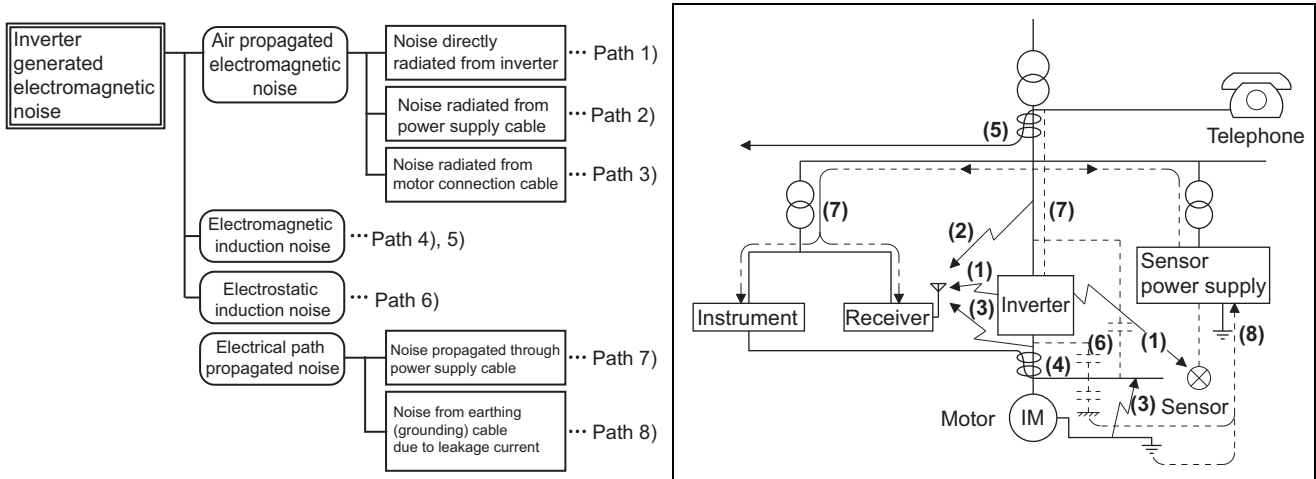 Inverter
generated
electromagnetic
noise
Air propagated
electromagnetic
noise
Noise directly
radiated from inverter
··· Path 1)
Noise radiated from
power supply cable
··· Path 2)
Noise radiated from
motor connection cable
··· Path 3)
Electromagnetic
induction noise
···Path 4), 5)
Electrostatic
induction noise
··· Path 6)
Electrical path
propagated noise
Noise propagated through
power supply cable
··· Path 7)
Noise from earthing
(grounding) cable
due to leakage current
··· Path 8)
(5)
Telephone
(7)
(7)
(2)
(1)
(3)
Sensor
power supply
Instrument
Receiver
Inverter
(1)
(8)
(6)
(4)
(3)
Sensor
Motor
IM